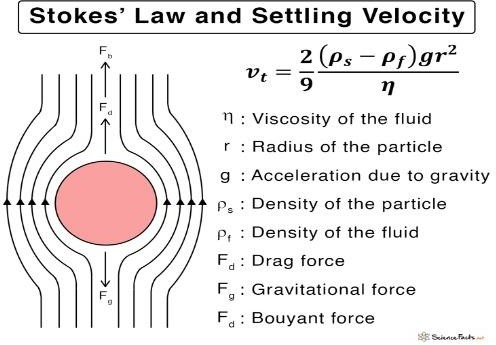 Stokes' Law and Settling Velocity
F_b
F_d
F_g
v_t = 2/9 (ρ_s − ρ_f)gr²/η
η : Viscosity of the fluid
r : Radius of the particle
g : Acceleration due to gravity
ρ_s : Density of the particle
ρ_f : Density of the fluid
F_d : Drag force
F_g : Gravitational force
F_d : Bouyant force
ScienceFacts.net